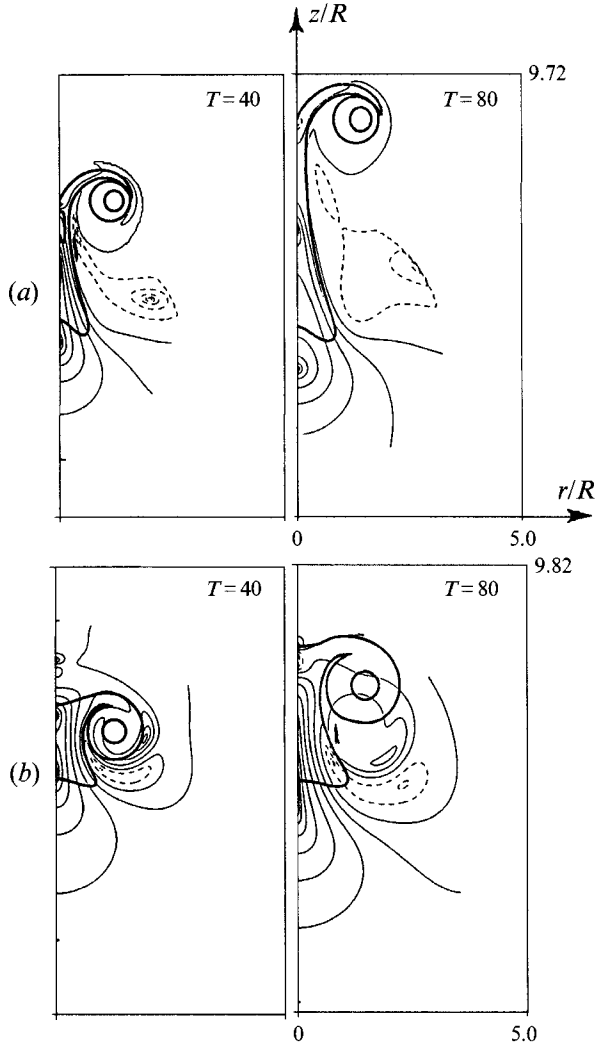 z/R
T = 40
T = 80
9.72
(a)
r/R
0
5.0
T = 40
T = 80
9.82
(b)
0
5.0